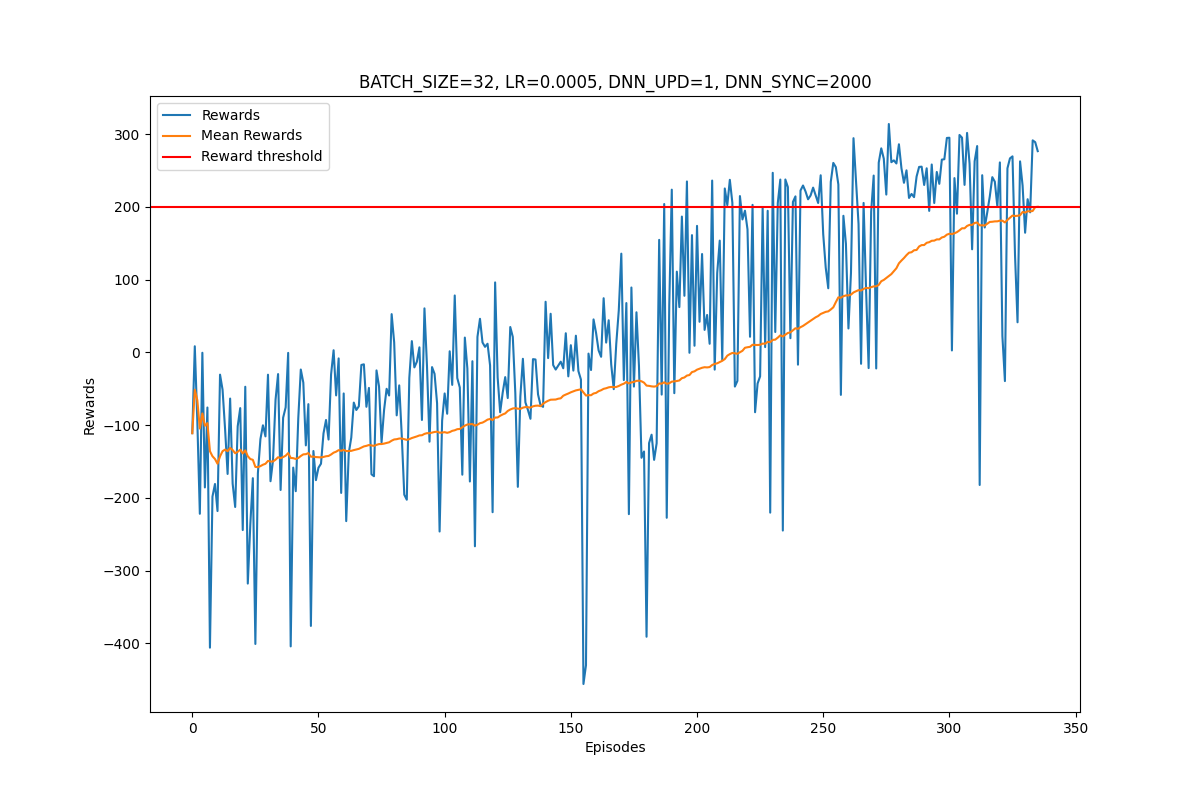 BATCH_SIZE=32, LR=0.0005, DNN_UPD=1, DNN_SYNC=2000
Rewards
Mean Rewards
Reward threshold
300
200
100
0
−100
−200
−300
−400
Rewards
0
50
100
150
200
250
300
350
Episodes